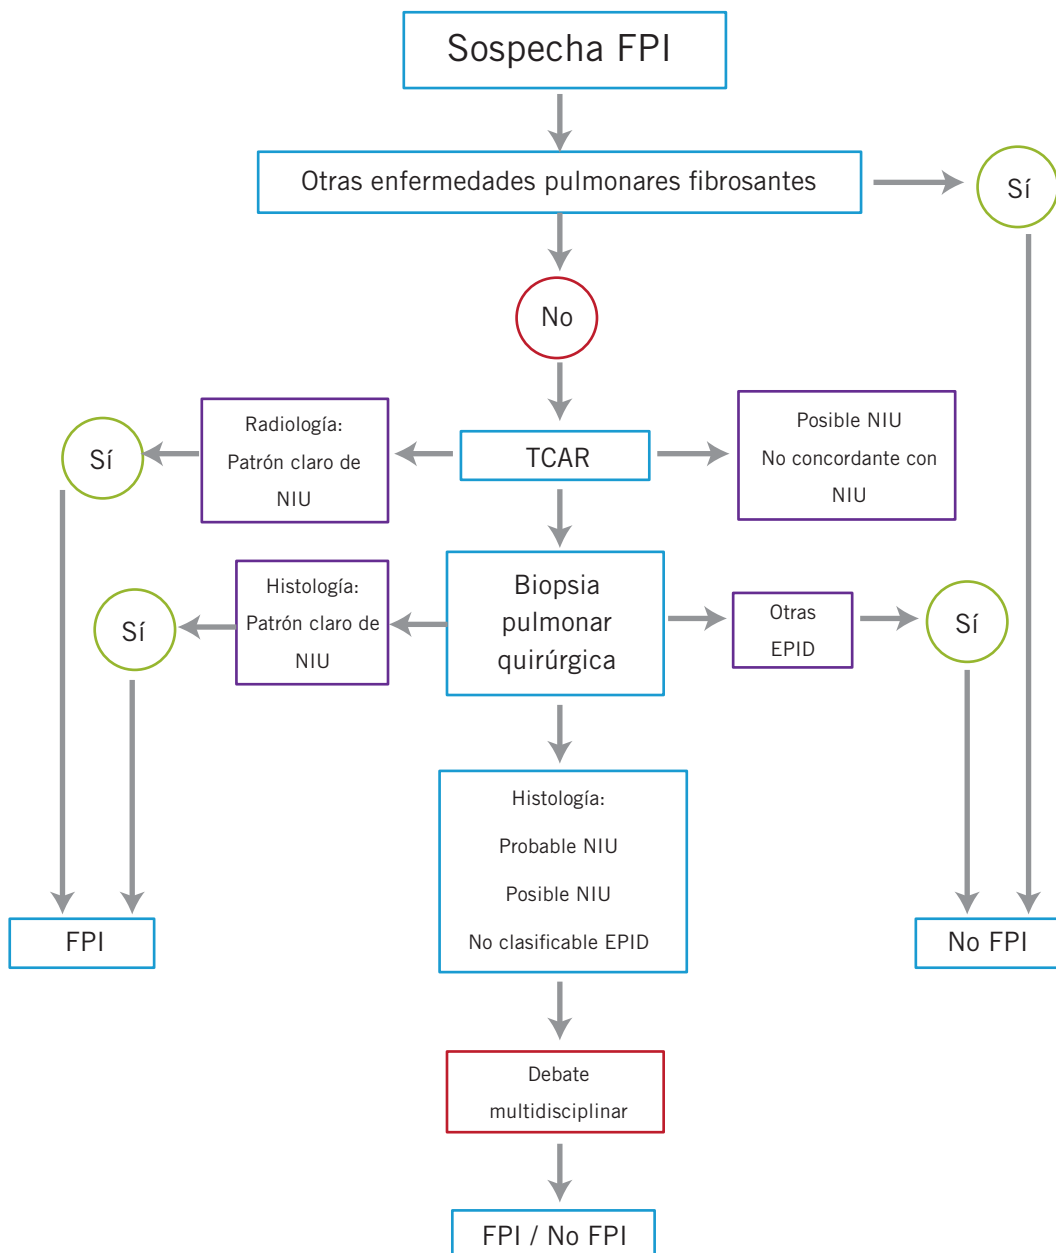 Sospecha FPI
Otras enfermedades pulmonares fibrosantes
Sí
No
Sí
Radiología:
Patrón claro de
NIU
TCAR
Posible NIU
No concordante con
NIU
Sí
Histología:
Patrón claro de
NIU
Biopsia
pulmonar
quirúrgica
Otras
EPID
Sí
Histología:
Probable NIU
Posible NIU
No clasificable EPID
FPI
No FPI
Debate
multidisciplinar
FPI / No FPI